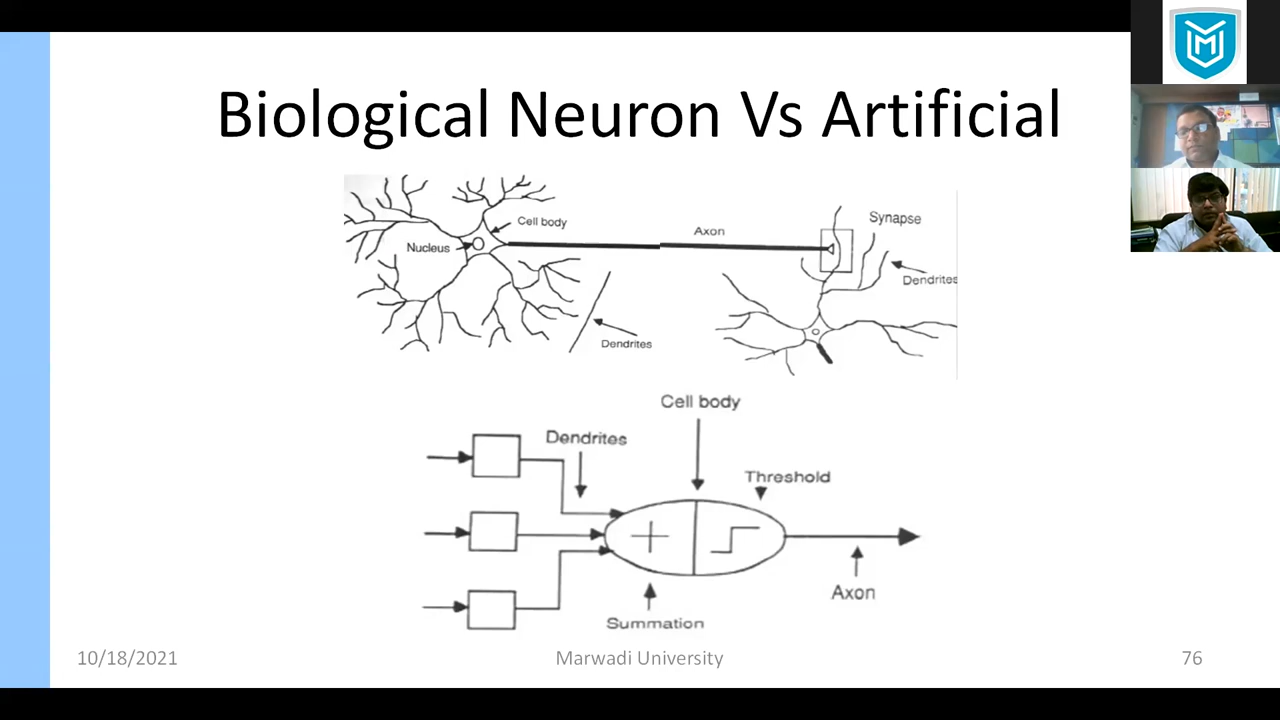 Biological Neuron Vs Artificial
Cell body
Nucleus
Axon
Synapse
Dendrites
Dendrites
Cell body
Dendrites
Threshold
Axon
Summation
10/18/2021
Marwadi University
76